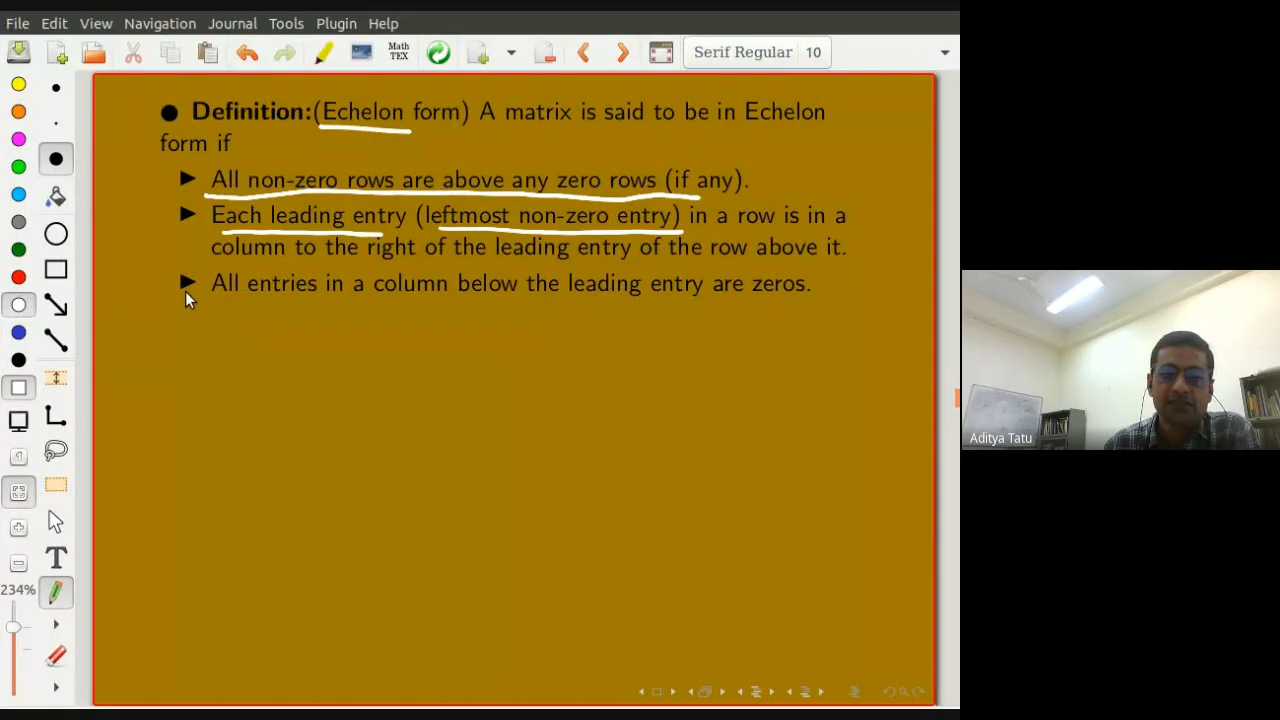 File Edit View Navigation Journal Tools Plugin Help
Math TEX Serif Regular 10
● Definition:(Echelon form) A matrix is said to be in Echelon
form if
▶ All non-zero rows are above any zero rows (if any).
▶ Each leading entry (leftmost non-zero entry) in a row is in a
column to the right of the leading entry of the row above it.
▶ All entries in a column below the leading entry are zeros.
234%
T
Aditya Tatu